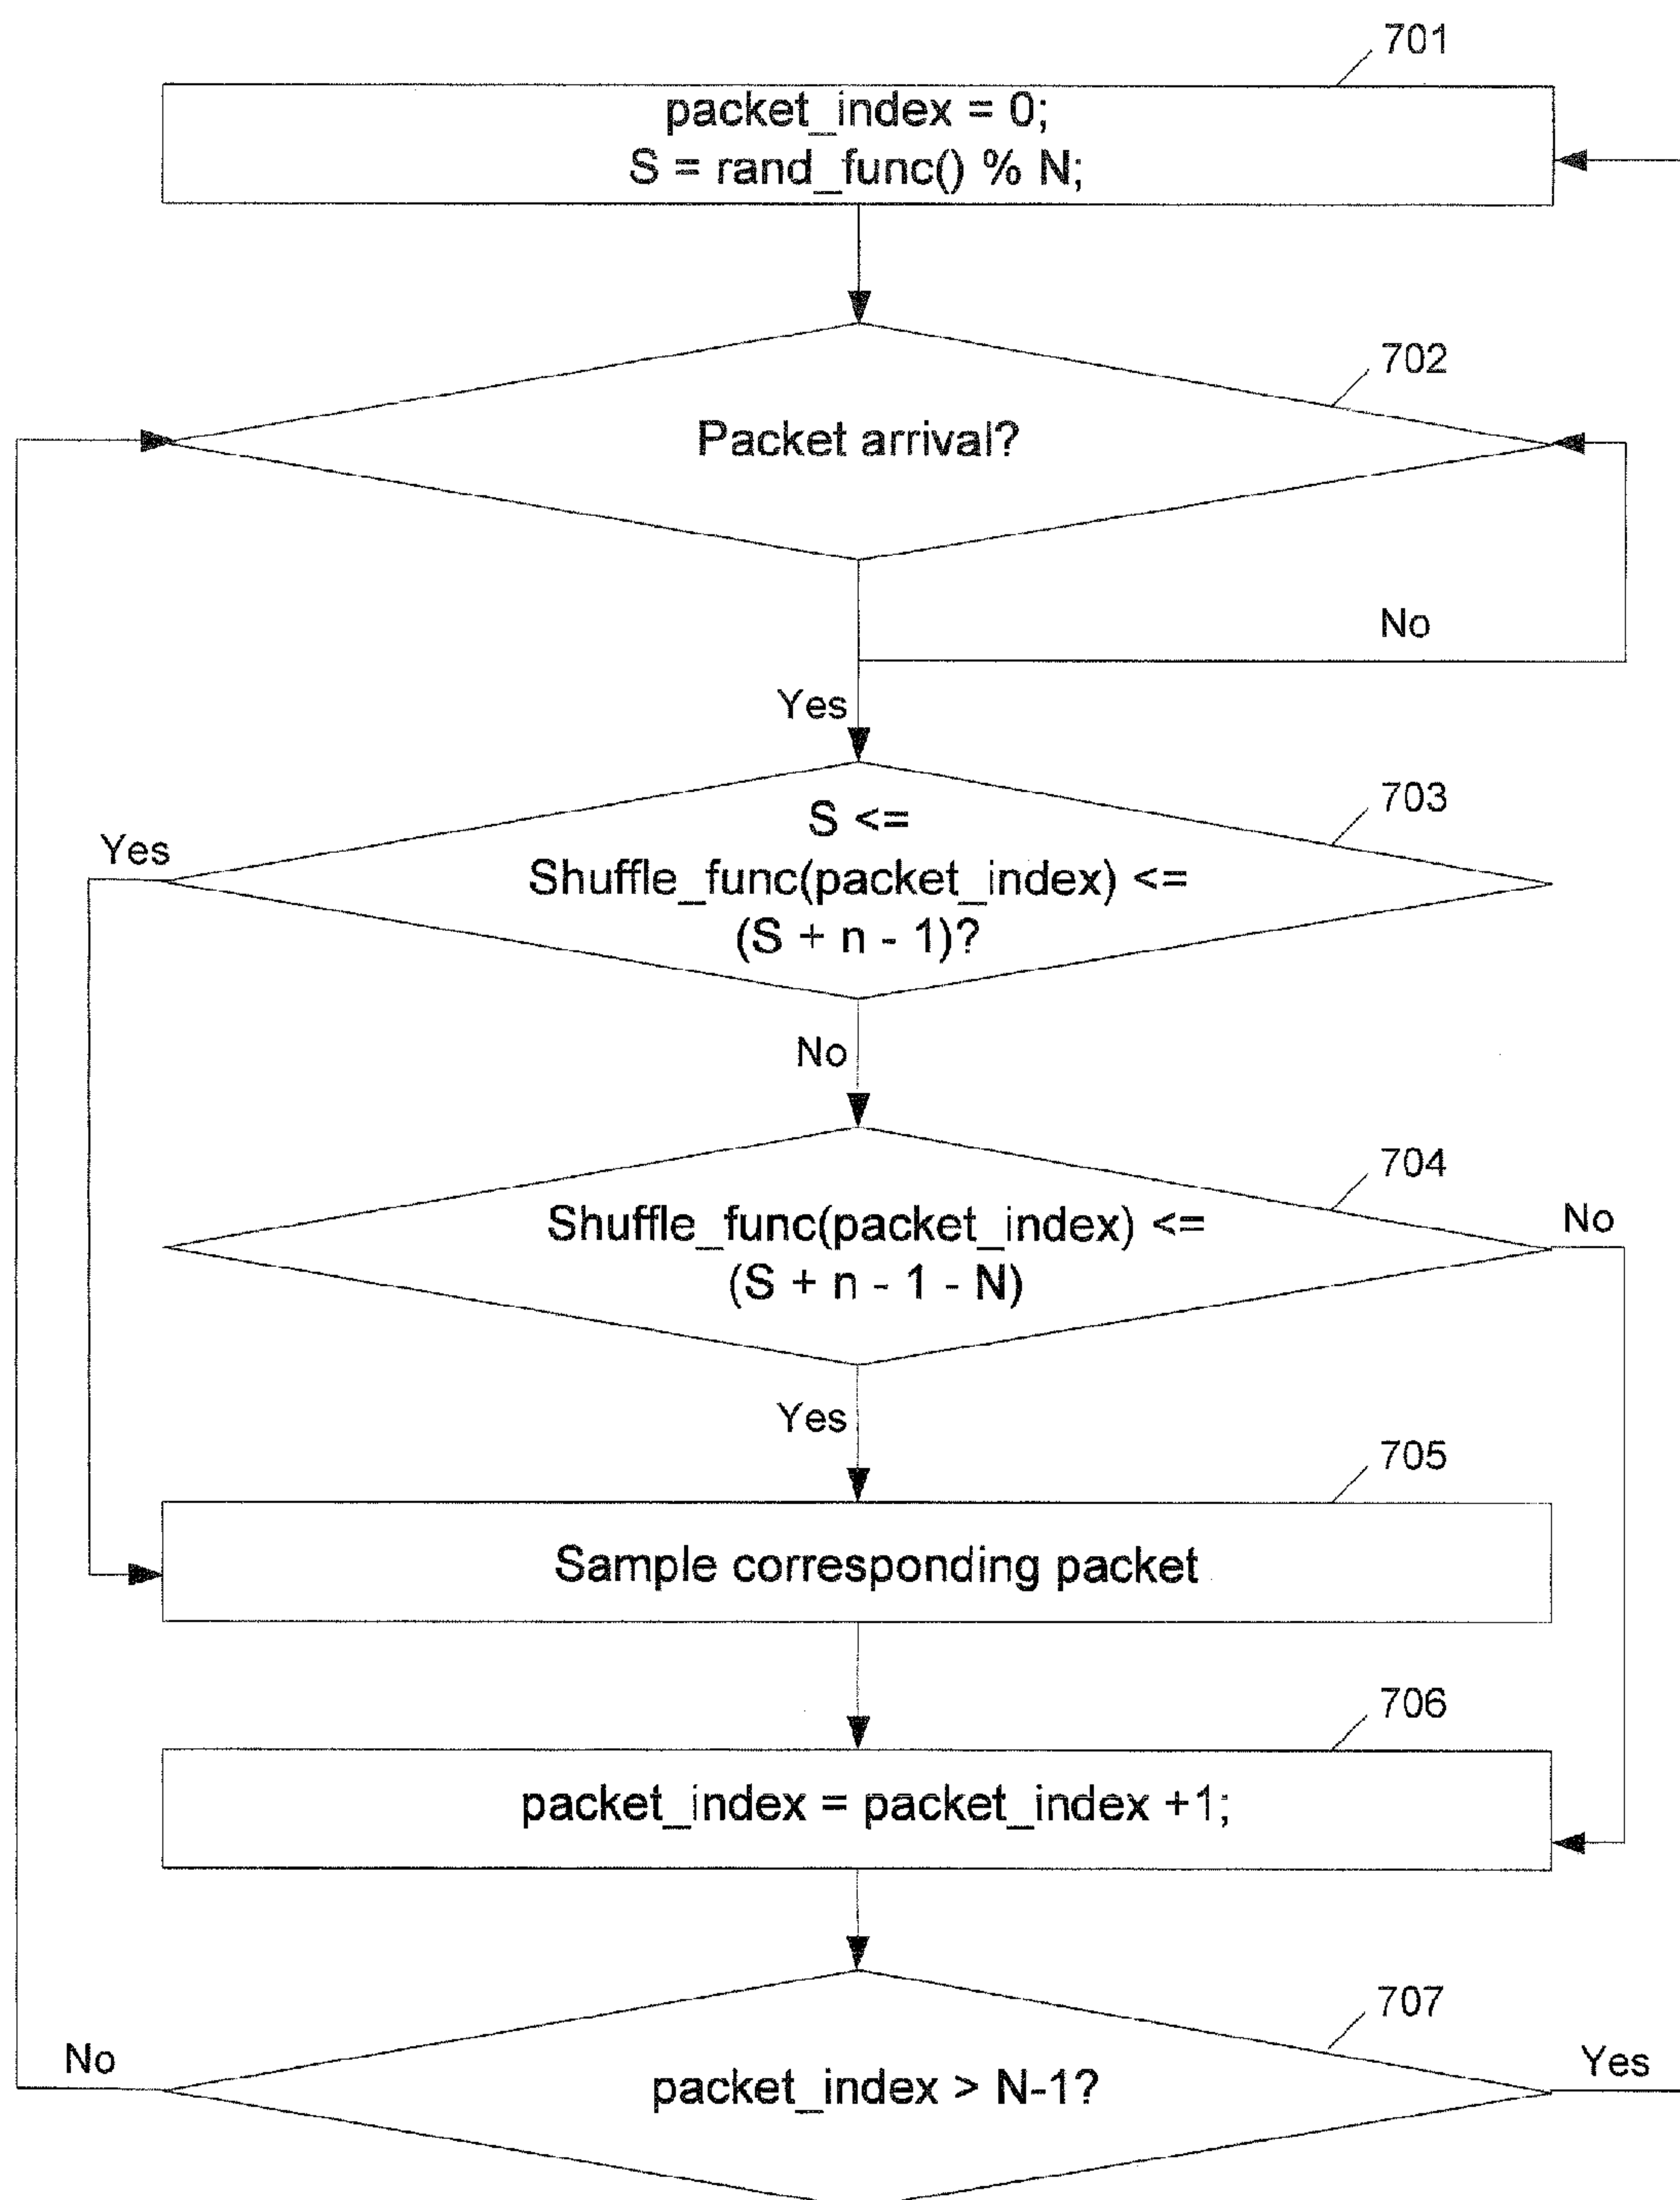 701
packet_index = 0;
S = rand_func() % N;
702
Packet arrival?
No
Yes
703
S <=
Shuffle_func(packet_index) <=
(S + n - 1)?
Yes
No
704
Shuffle_func(packet_index) <=
(S + n - 1 - N)
No
Yes
705
Sample corresponding packet
706
packet_index = packet_index +1;
707
packet_index > N-1?
No
Yes